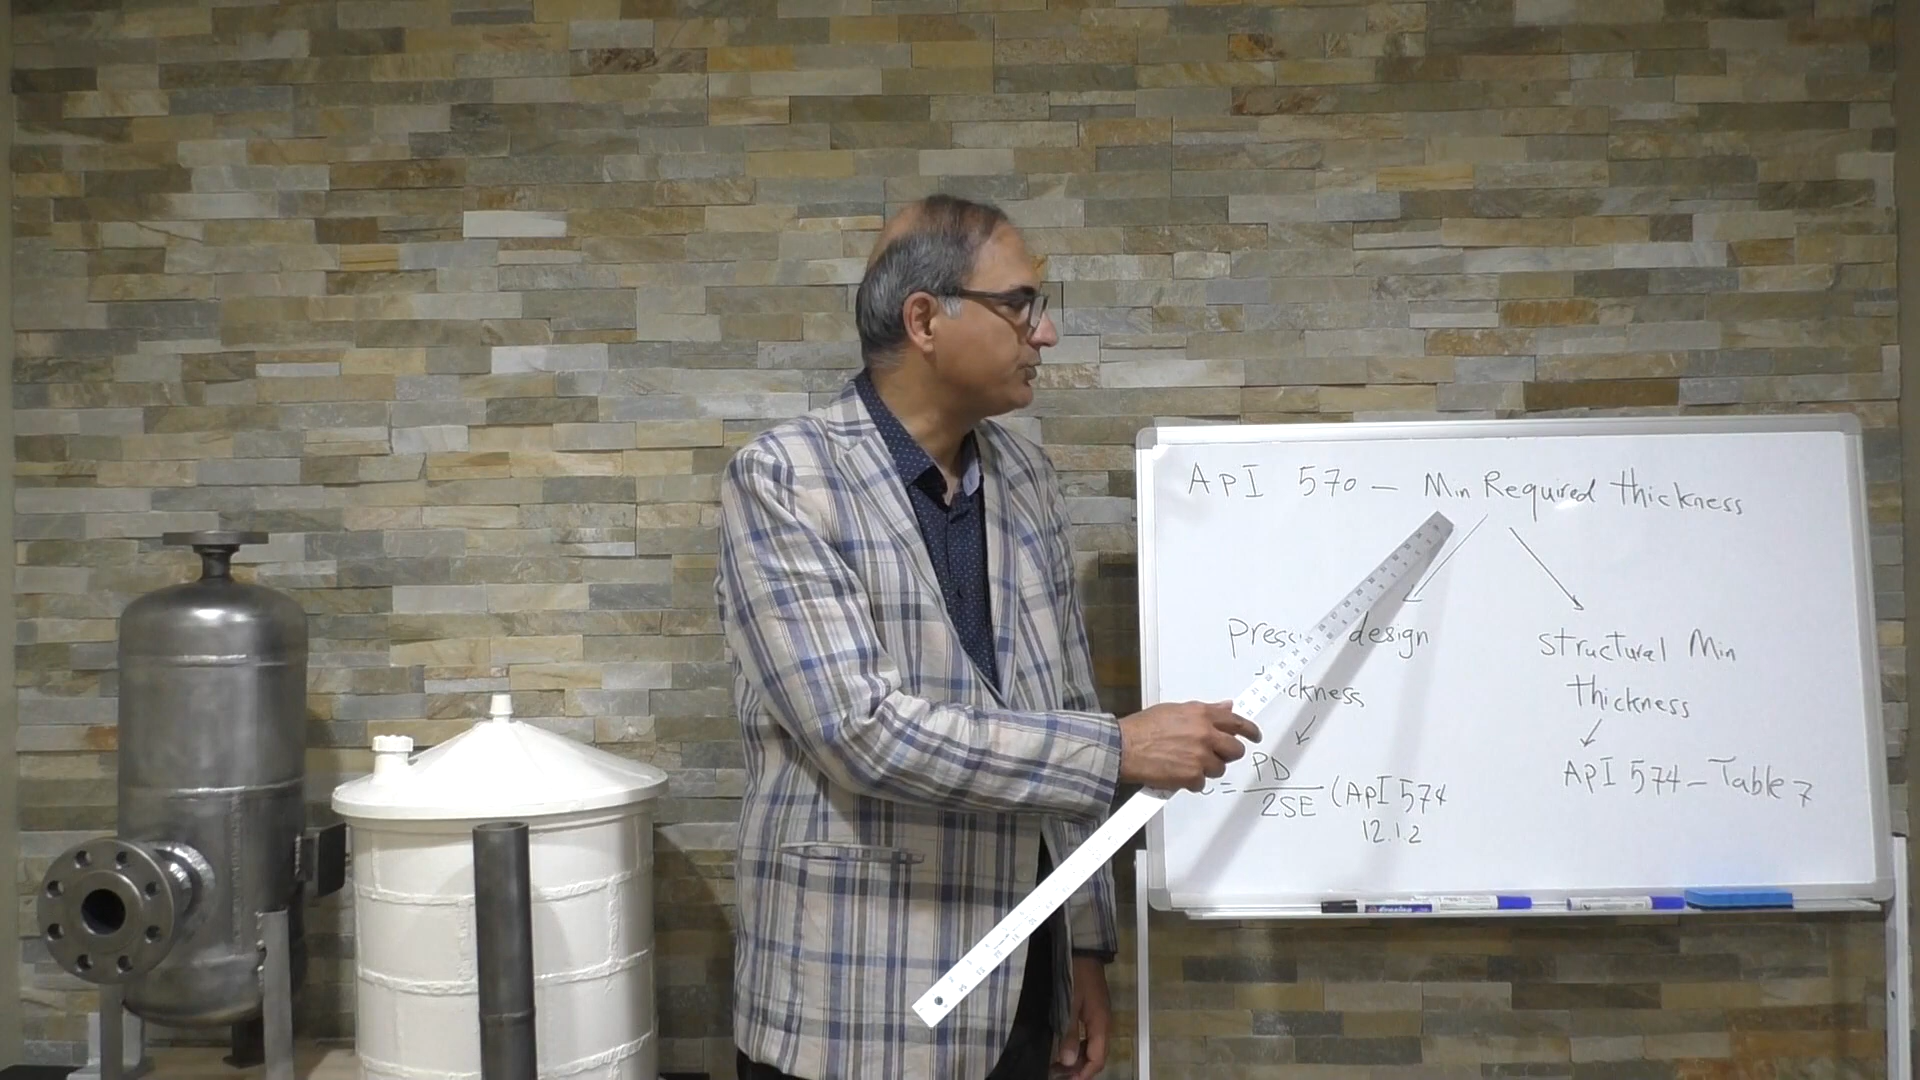 API 570 - Min Required thickness
design
structural Min
thickness
PD
= 2SE (API 574
12.1.2
API 574 - Table 7